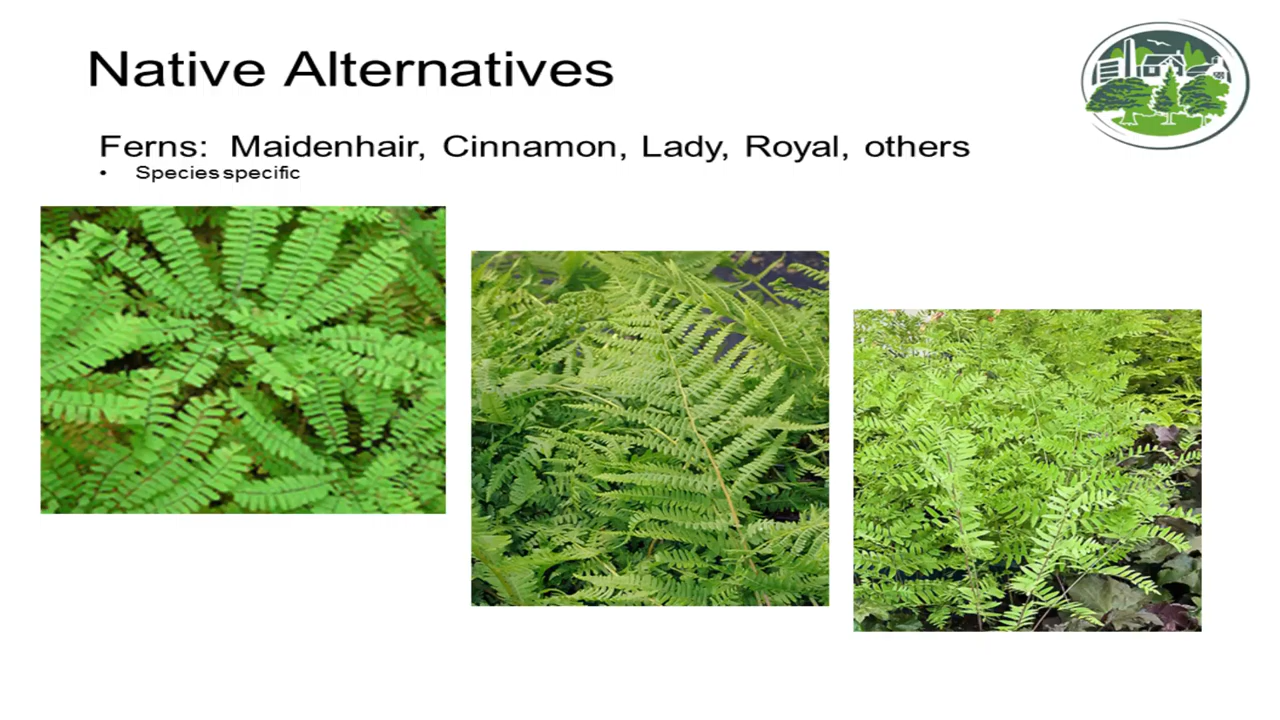 Native Alternatives
Ferns: Maidenhair, Cinnamon, Lady, Royal, others
• Species specific